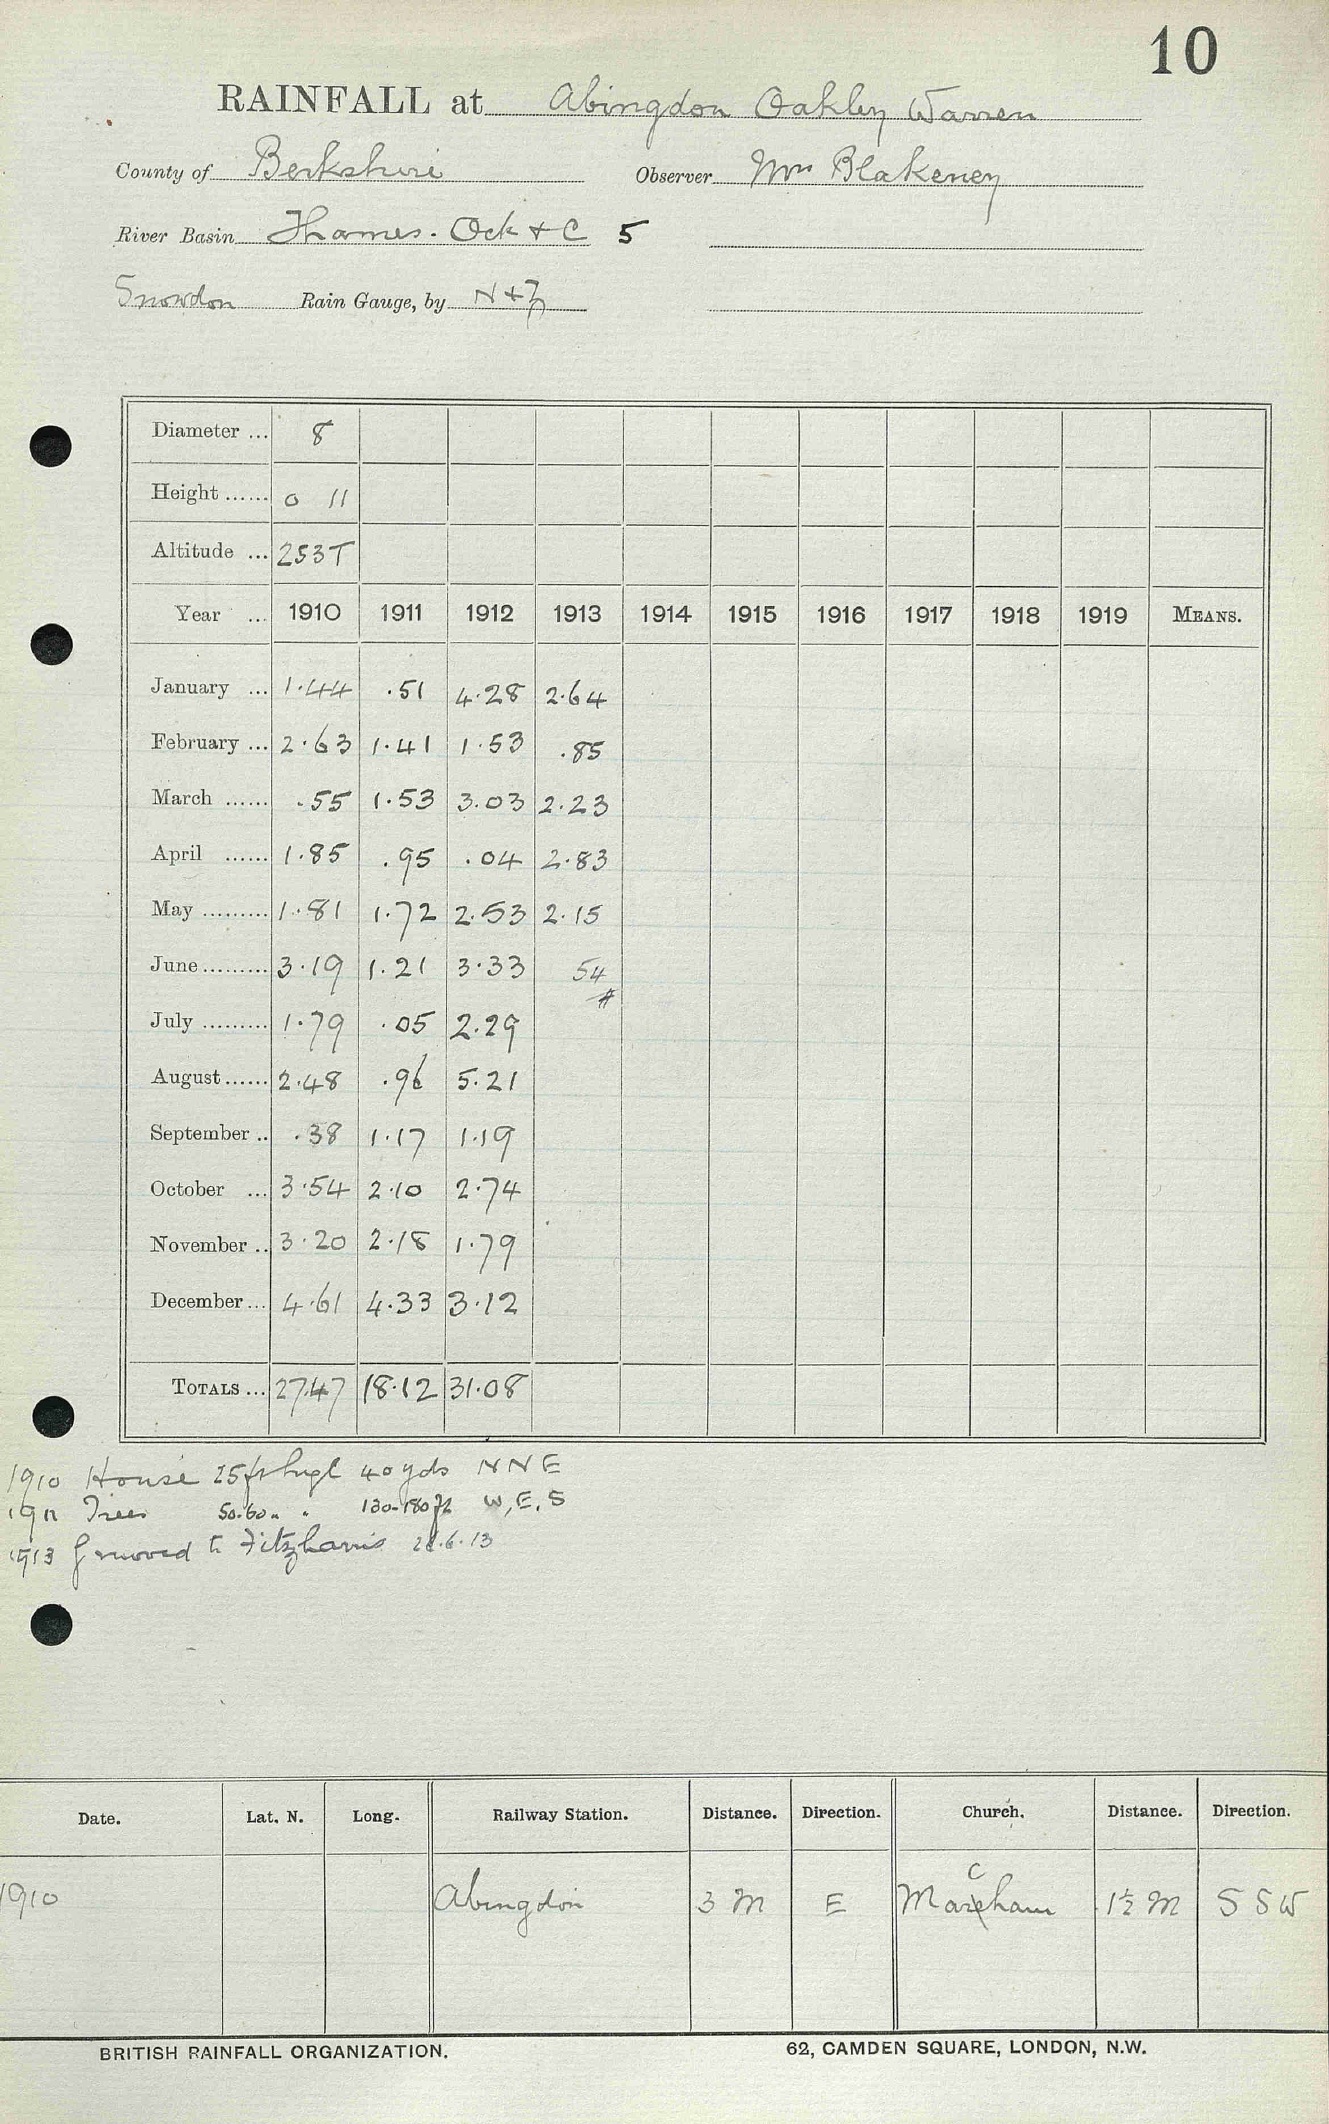 10
RAINFALL at Abingdon Oakley Warren
County of Berkshire Observer Mrs Blakeney
River Basin Thames. Ock & C 5
Snowdon Rain Gauge, by N & Z
Diameter ... 8
Height ...... 0 11
Altitude ... 253T
Year ... 1910 1911 1912 1913 1914 1915 1916 1917 1918 1919 MEANS.
January ... 1.44 .51 4.28 2.64
February ... 2.63 1.41 1.53 .85
March ...... .55 1.53 3.03 2.23
April ...... 1.85 .95 .04 2.83
May ......... 1.81 1.72 2.53 2.15
June ......... 3.19 1.21 3.33 54
#
July ......... 1.79 .05 2.29
August ...... 2.48 .96 5.21
September .. .38 1.17 1.19
October ... 3.54 2.10 2.74
November .. 3.20 2.18 1.79
December ... 4.61 4.33 3.12
TOTALS ... 27.47 18.12 31.08
1910 House 25ft high 40 yds N N E
1911 Trees 50.60 " " 130-180 ft W, E, S
1913 G removed to Fitzharris 28.6.13
Date. Lat. N. Long. Railway Station. Distance. Direction. Church. Distance. Direction.
1910 Abingdon 3 M E Marcham 1½ M S S W
BRITISH RAINFALL ORGANIZATION. 62, CAMDEN SQUARE, LONDON, N.W.